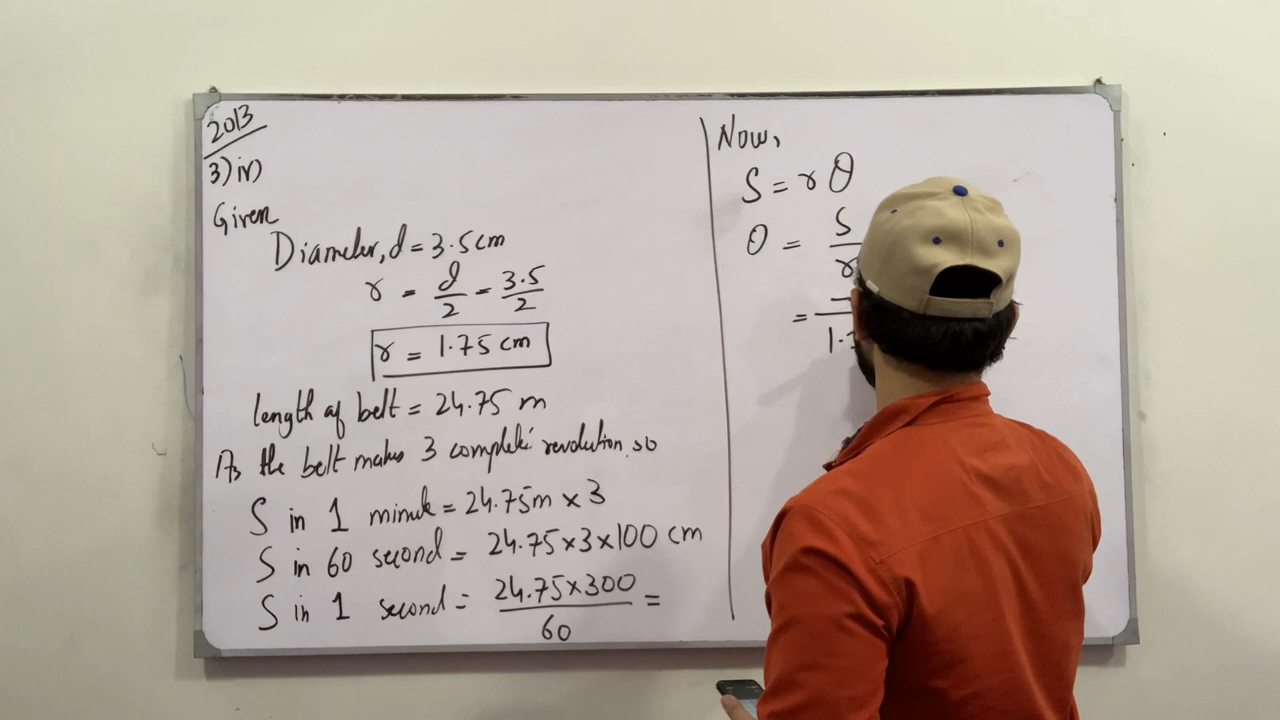 2013
3) iv)
Given
Diameter, d = 3.5 cm
r = d/2 = 3.5/2
r = 1.75 cm
length of belt = 24.75 m
As the belt makes 3 complete revolution so
S in 1 minute = 24.75m × 3
S in 60 second = 24.75×3×100 cm
S in 1 second = 24.75×300/60 =
Now,
S = r θ
θ = S/r
=